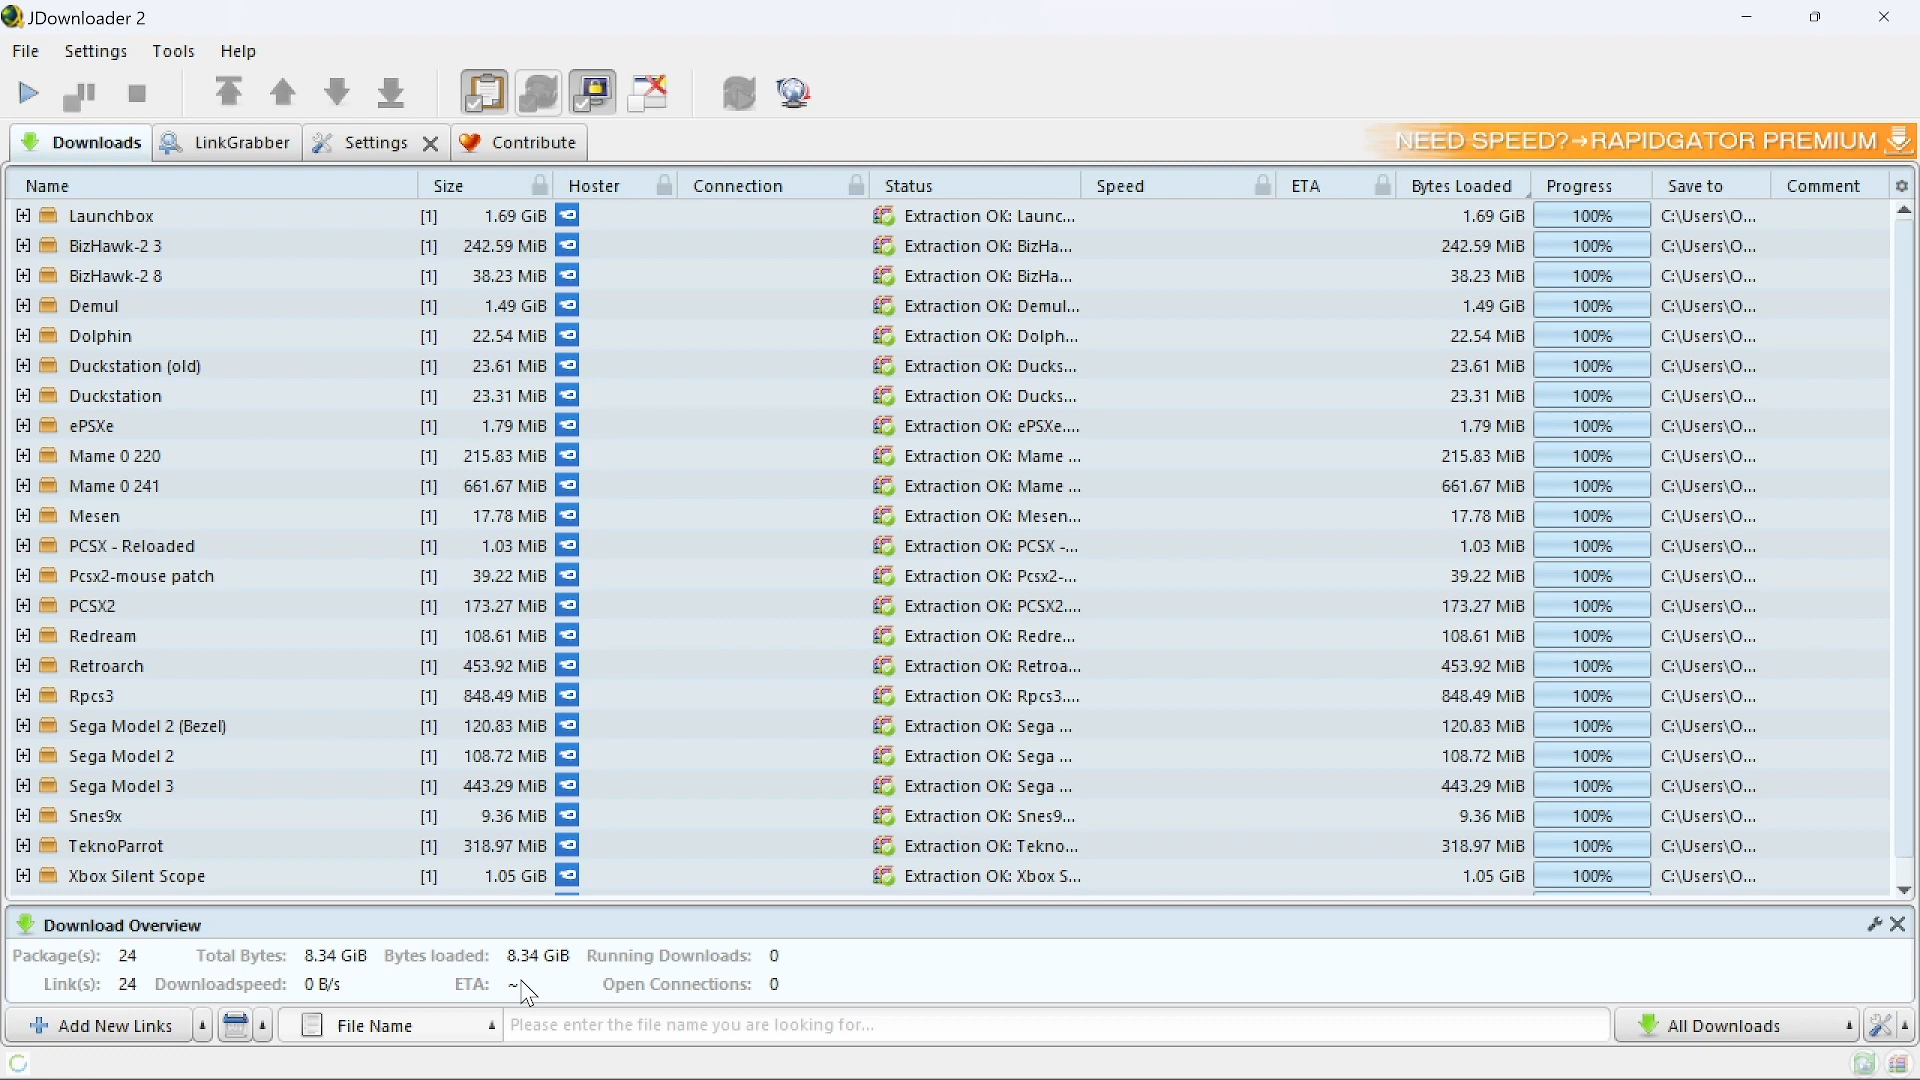 JDownloader 2
File Settings Tools Help
Downloads LinkGrabber Settings Contribute NEED SPEED?→RAPIDGATOR PREMIUM
Name Size Hoster Connection Status Speed ETA Bytes Loaded Progress Save to Comment
Launchbox [1] 1.69 GiB Extraction OK: Launc... 1.69 GiB 100% C:\Users\O...
BizHawk-2 3 [1] 242.59 MiB Extraction OK: BizHa... 242.59 MiB 100% C:\Users\O...
BizHawk-2 8 [1] 38.23 MiB Extraction OK: BizHa... 38.23 MiB 100% C:\Users\O...
Demul [1] 1.49 GiB Extraction OK: Demul... 1.49 GiB 100% C:\Users\O...
Dolphin [1] 22.54 MiB Extraction OK: Dolph... 22.54 MiB 100% C:\Users\O...
Duckstation (old) [1] 23.61 MiB Extraction OK: Ducks... 23.61 MiB 100% C:\Users\O...
Duckstation [1] 23.31 MiB Extraction OK: Ducks... 23.31 MiB 100% C:\Users\O...
ePSXe [1] 1.79 MiB Extraction OK: ePSXe.... 1.79 MiB 100% C:\Users\O...
Mame 0 220 [1] 215.83 MiB Extraction OK: Mame ... 215.83 MiB 100% C:\Users\O...
Mame 0 241 [1] 661.67 MiB Extraction OK: Mame ... 661.67 MiB 100% C:\Users\O...
Mesen [1] 17.78 MiB Extraction OK: Mesen... 17.78 MiB 100% C:\Users\O...
PCSX - Reloaded [1] 1.03 MiB Extraction OK: PCSX -... 1.03 MiB 100% C:\Users\O...
Pcsx2-mouse patch [1] 39.22 MiB Extraction OK: Pcsx2-... 39.22 MiB 100% C:\Users\O...
PCSX2 [1] 173.27 MiB Extraction OK: PCSX2.... 173.27 MiB 100% C:\Users\O...
Redream [1] 108.61 MiB Extraction OK: Redre... 108.61 MiB 100% C:\Users\O...
Retroarch [1] 453.92 MiB Extraction OK: Retroa... 453.92 MiB 100% C:\Users\O...
Rpcs3 [1] 848.49 MiB Extraction OK: Rpcs3.... 848.49 MiB 100% C:\Users\O...
Sega Model 2 (Bezel) [1] 120.83 MiB Extraction OK: Sega ... 120.83 MiB 100% C:\Users\O...
Sega Model 2 [1] 108.72 MiB Extraction OK: Sega ... 108.72 MiB 100% C:\Users\O...
Sega Model 3 [1] 443.29 MiB Extraction OK: Sega ... 443.29 MiB 100% C:\Users\O...
Snes9x [1] 9.36 MiB Extraction OK: Snes9... 9.36 MiB 100% C:\Users\O...
TeknoParrot [1] 318.97 MiB Extraction OK: Tekno... 318.97 MiB 100% C:\Users\O...
Xbox Silent Scope [1] 1.05 GiB Extraction OK: Xbox S... 1.05 GiB 100% C:\Users\O...
Download Overview
Package(s): 24 Total Bytes: 8.34 GiB Bytes loaded: 8.34 GiB Running Downloads: 0
Link(s): 24 Downloadspeed: 0 B/s ETA: ~ Open Connections: 0
Add New Links File Name Please enter the file name you are looking for... All Downloads